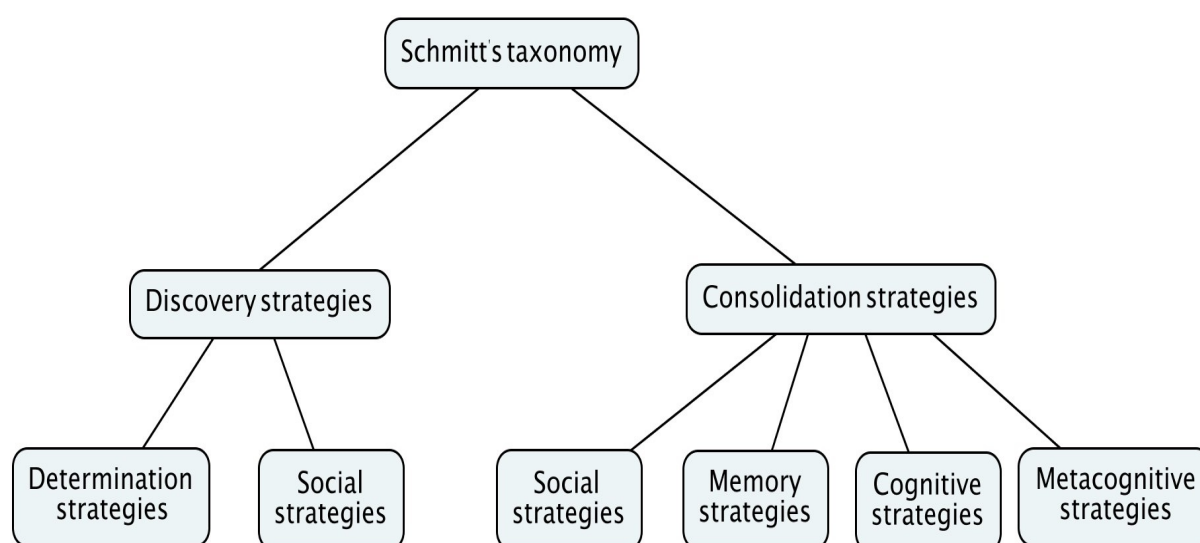 Schmitt's taxonomy
Discovery strategies
Consolidation strategies
Determination
strategies
Social
strategies
Social
strategies
Memory
strategies
Cognitive
strategies
Metacognitive
strategies